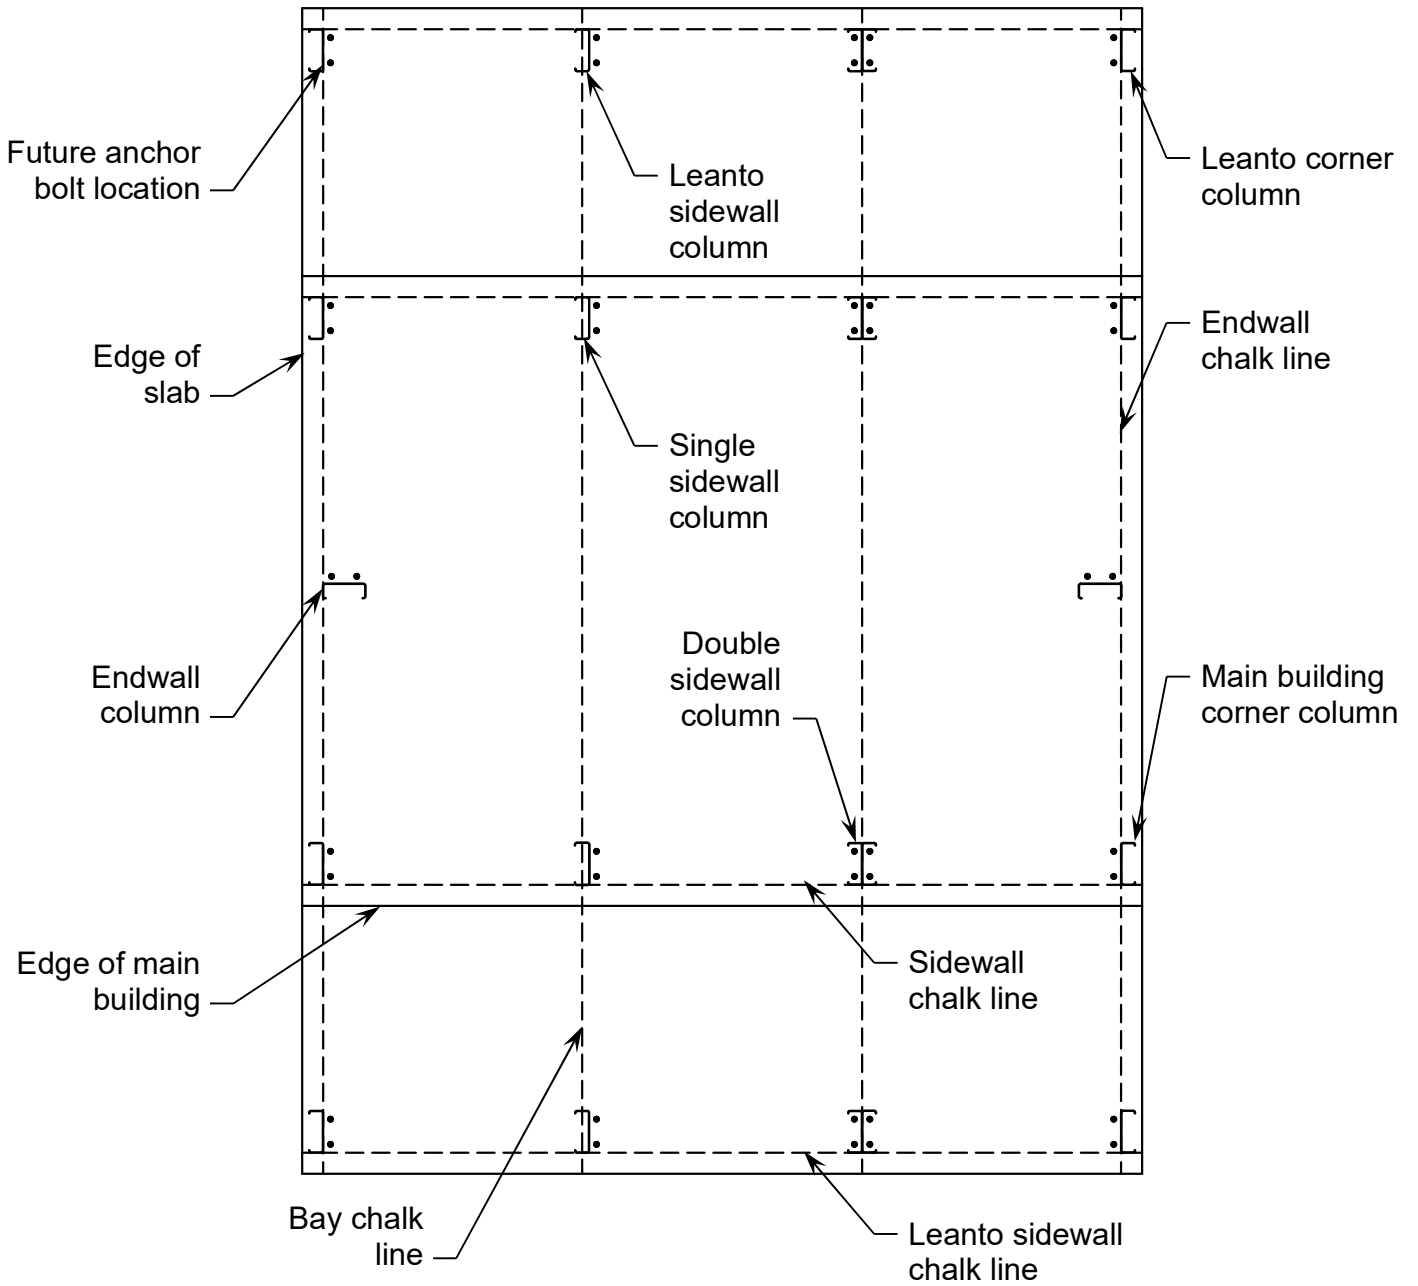 Future anchor
bolt location
Leanto
sidewall
column
Leanto corner
column
Edge of
slab
Endwall
chalk line
Single
sidewall
column
Endwall
column
Double
sidewall
column
Main building
corner column
Edge of main
building
Sidewall
chalk line
Bay chalk
line
Leanto sidewall
chalk line